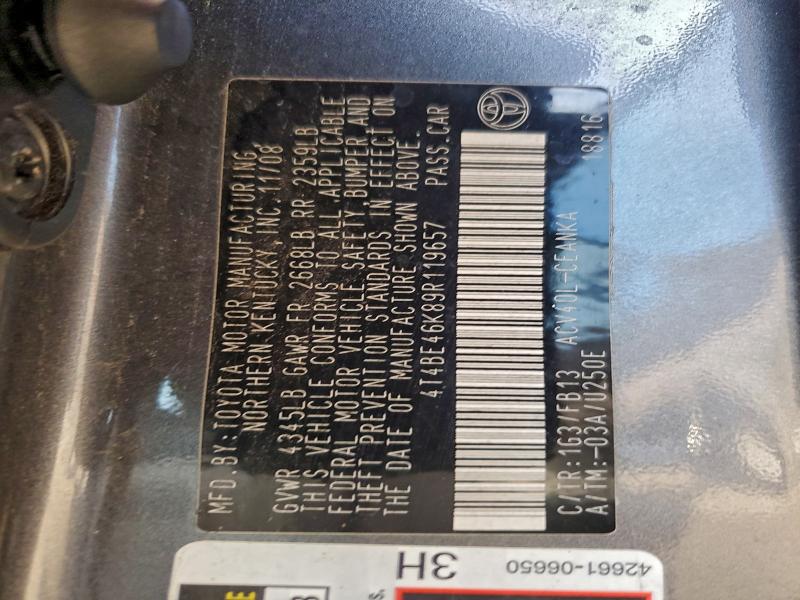 MFD.BY:TOYOTA MOTOR MANUFACTURING
NORTHERN KENTUCKY, INC. 11/08
GVWR 4345LB GAWR FR 2668LB RR 2359LB
THIS VEHICLE CONFORMS TO ALL APPLICABLE
FEDERAL MOTOR VEHICLE SAFETY,BUMPER AND
THEFT PREVENTION STANDARDS IN EFFECT ON
THE DATE OF MANUFACTURE SHOWN ABOVE.
4T4BE46K89R119657 PASS.CAR
C/TR:1G3/FB13 ACV40L-CEANKA
A/TM:-03A/U250E 18816
3H
42661-06650